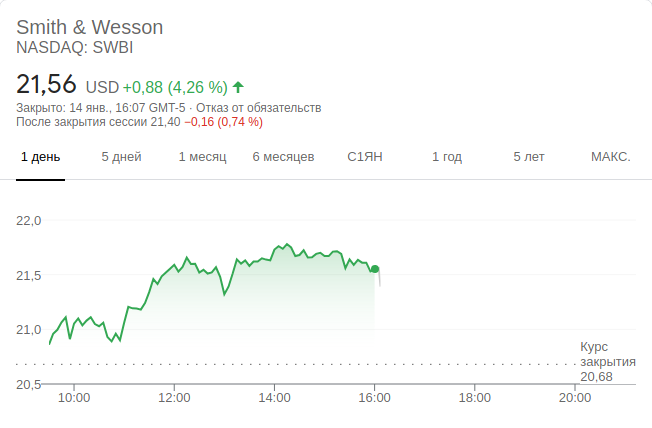 Smith & Wesson
NASDAQ: SWBI
21,56 USD +0,88 (4,26 %)
Закрыто: 14 янв., 16:07 GMT-5 · Отказ от обязательств
После закрытия сессии 21,40 −0,16 (0,74 %)
1 день 5 дней 1 месяц 6 месяцев С1ЯН 1 год 5 лет МАКС.
22,0
21,5
21,0
Курс
закрытия
20,68
20,5
10:00 12:00 14:00 16:00 18:00 20:00